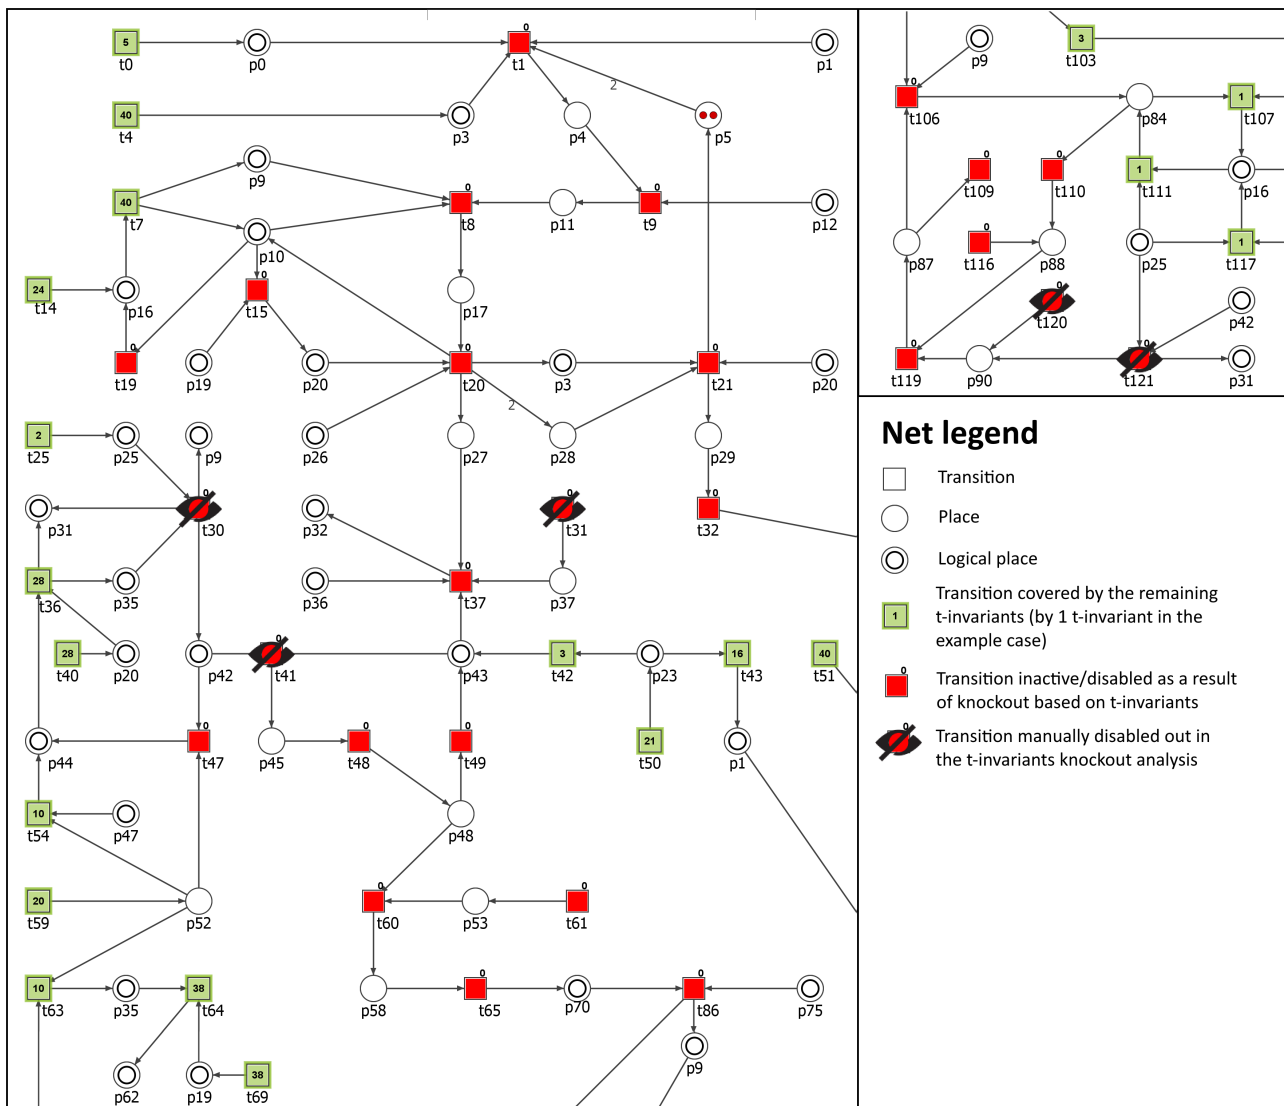 5 0
t0 p0 t1 p1
2
40
t4 p3 p4 p5
p9
40 0 0
t7 t8 p11 t9 p12
p10
24 0
t14 p16 t15 p17
0 0 0
t19 p19 p20 t20 p3 t21 p20
2
2
t25 p25 p9 p26 p27 p28 p29
0 0 0
p31 t30 p32 t31 t32
28 0
t36 p35 p36 t37 p37
28 0 3 16 40
t40 p20 p42 t41 p43 t42 p23 t43 t51
0 0 0 21
p44 t47 p45 t48 t49 t50 p1
10
t54 p47 p48
20 0 0
t59 p52 t60 p53 t61
10 38 0 0
t63 p35 t64 p58 t65 p70 t86 p75
38
p62 p19 t69 p9
3
p9 t103
0 1
t106 p84 t107
0 0 1
t109 t110 t111 p16
0 1
p87 t116 p88 p25 t117
0
t120 p42
0 0
t119 p90 t121 p31
Net legend
Transition
Place
Logical place
1
Transition covered by the remaining
t-invariants (by 1 t-invariant in the
example case)
0
Transition inactive/disabled as a result
of knockout based on t-invariants
0
Transition manually disabled out in
the t-invariants knockout analysis